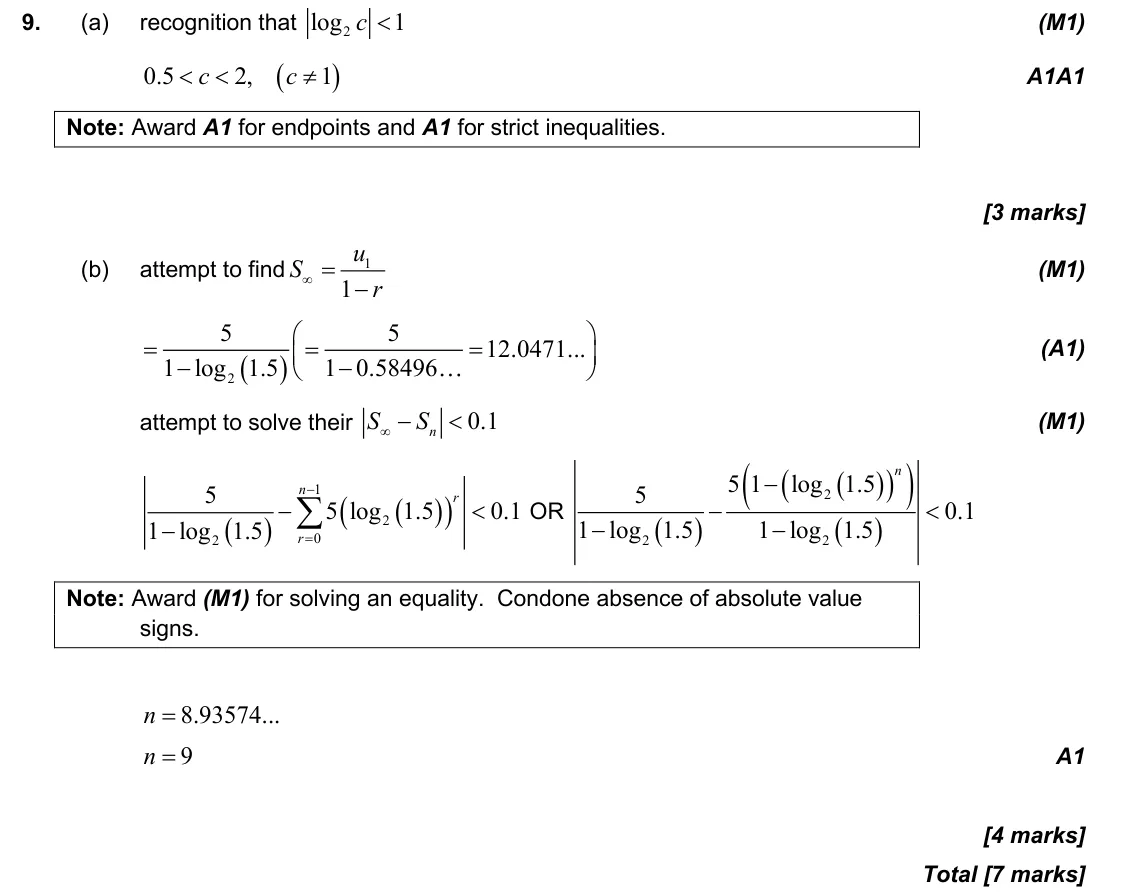 9. (a) recognition that |log₂ c| < 1 (M1)
0.5 < c < 2, (c ≠ 1) A1A1
Note: Award A1 for endpoints and A1 for strict inequalities.
[3 marks]
(b) attempt to find S∞ = u₁/(1 − r) (M1)
= 5/(1 − log₂(1.5)) (= 5/(1 − 0.58496…) = 12.0471...) (A1)
attempt to solve their |S∞ − Sₙ| < 0.1 (M1)
|5/(1 − log₂(1.5)) − ∑_{r=0}^{n−1} 5(log₂(1.5))^r| < 0.1 OR |5/(1 − log₂(1.5)) − 5(1 − (log₂(1.5))^n)/(1 − log₂(1.5))| < 0.1
Note: Award (M1) for solving an equality. Condone absence of absolute value
signs.
n = 8.93574...
n = 9 A1
[4 marks]
Total [7 marks]